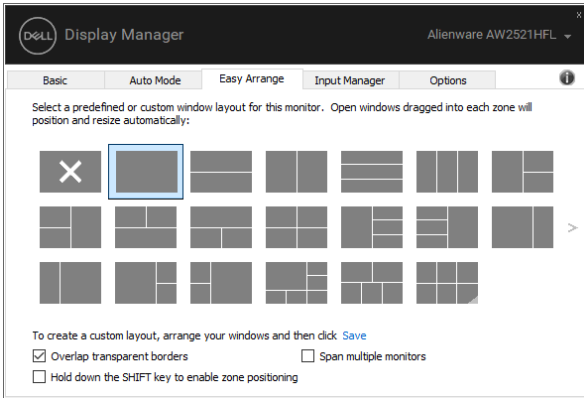 DELL Display Manager
Alienware AW2521HFL
x
Basic Auto Mode Easy Arrange Input Manager Options i
Select a predefined or custom window layout for this monitor. Open windows dragged into each zone will
position and resize automatically:
>
To create a custom layout, arrange your windows and then click Save
Overlap transparent borders Span multiple monitors
Hold down the SHIFT key to enable zone positioning